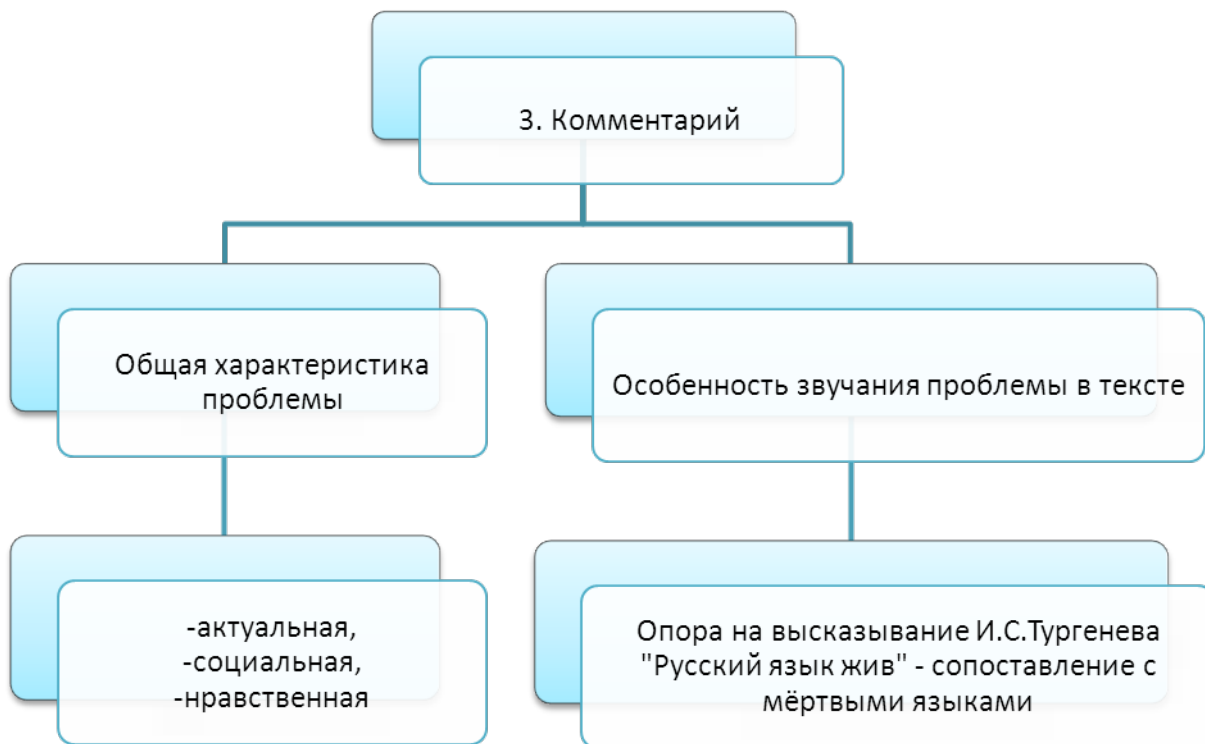 3. Комментарий
Общая характеристика
проблемы
Особенность звучания проблемы в тексте
-актуальная,
-социальная,
-нравственная
Опора на высказывание И.С.Тургенева
"Русский язык жив" - сопоставление с
мёртвыми языками